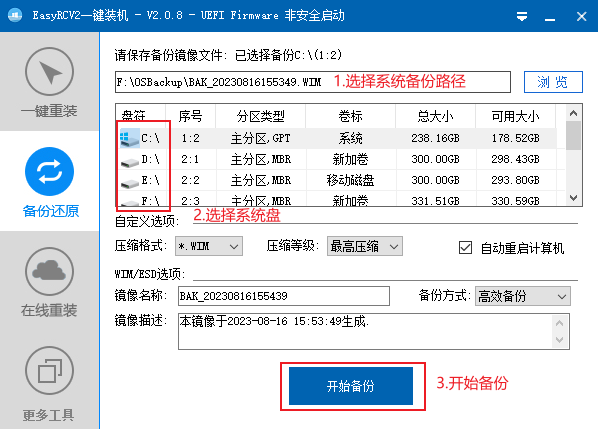 EasyRCV2一键装机 - V2.0.8 - UEFI Firmware 非安全启动
一键重装
备份还原
在线重装
更多工具
请保存备份镜像文件: 已选择备份C:\(1:2)
F:\OSBackup\BAK_20230816155349.WIM 1.选择系统备份路径 浏 览
盘符 序号 分区类型 卷标 总大小 可用大小
C:\ 1:2 主分区,GPT 系统 238.16GB 178.52GB
D:\ 2:1 主分区,MBR 新加卷 300.00GB 298.43GB
E:\ 2:2 主分区,MBR 移动磁盘 300.00GB 293.80GB
F:\ 2:3 主分区,MBR 新加卷 331.51GB 330.59GB
2.选择系统盘
自定义选项:
压缩格式: *.WIM 压缩等级: 最高压缩 自动重启计算机
WIM/ESD选项:
镜像名称: BAK_20230816155439 备份方式: 高效备份
镜像描述: 本镜像于2023-08-16 15:53:49生成.
开始备份 3.开始备份